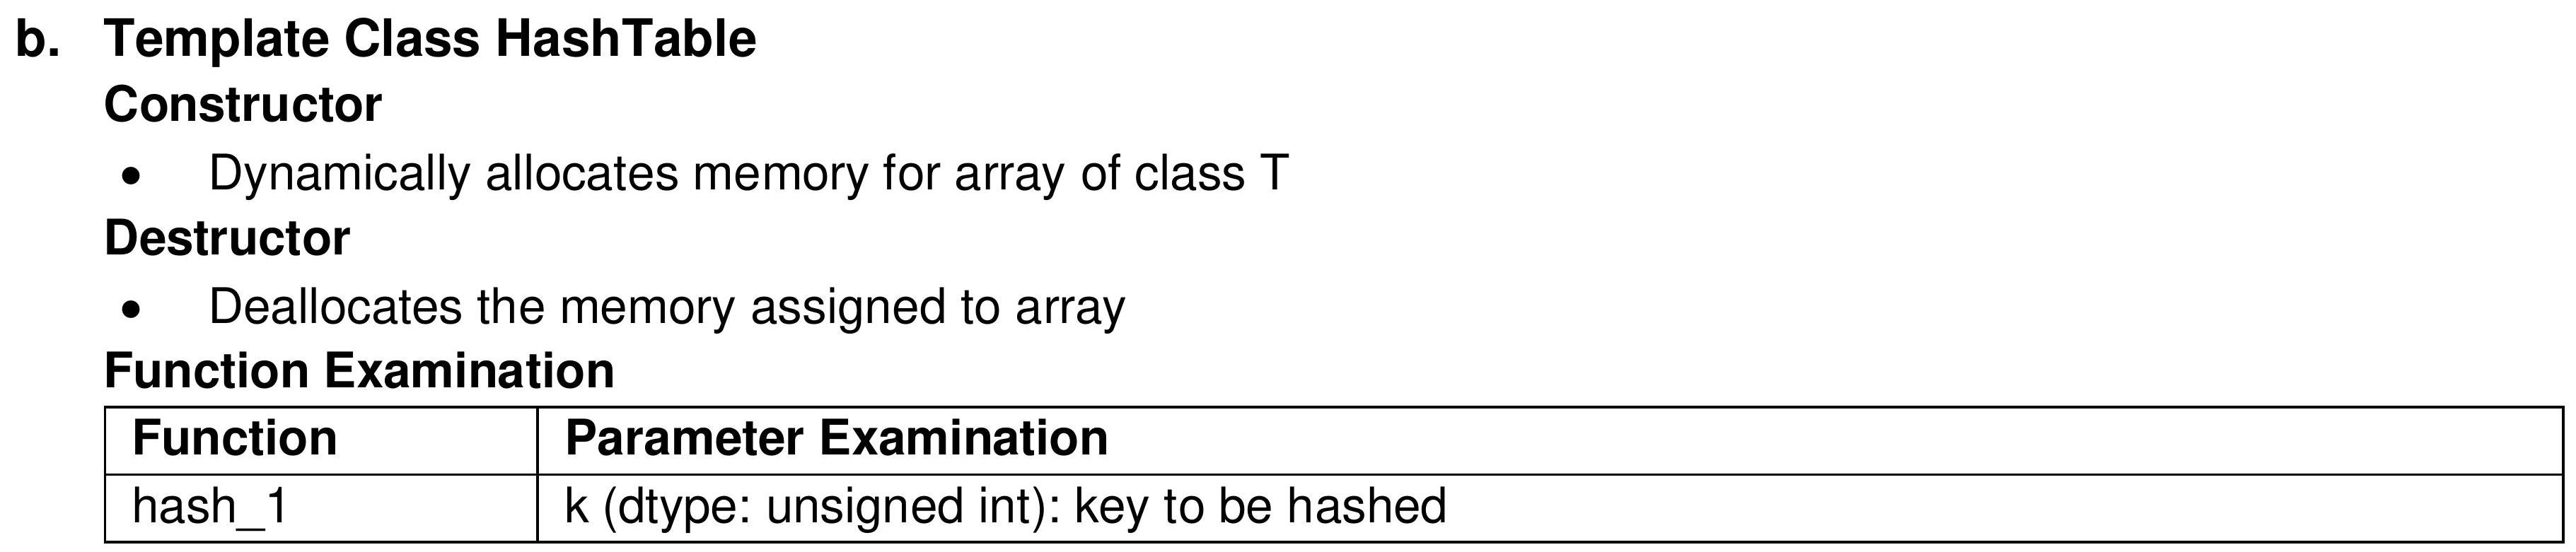 b. Template Class HashTable
Constructor
• Dynamically allocates memory for array of class T
Destructor
• Deallocates the memory assigned to array
Function Examination
Function Parameter Examination
hash_1 k (dtype: unsigned int): key to be hashed